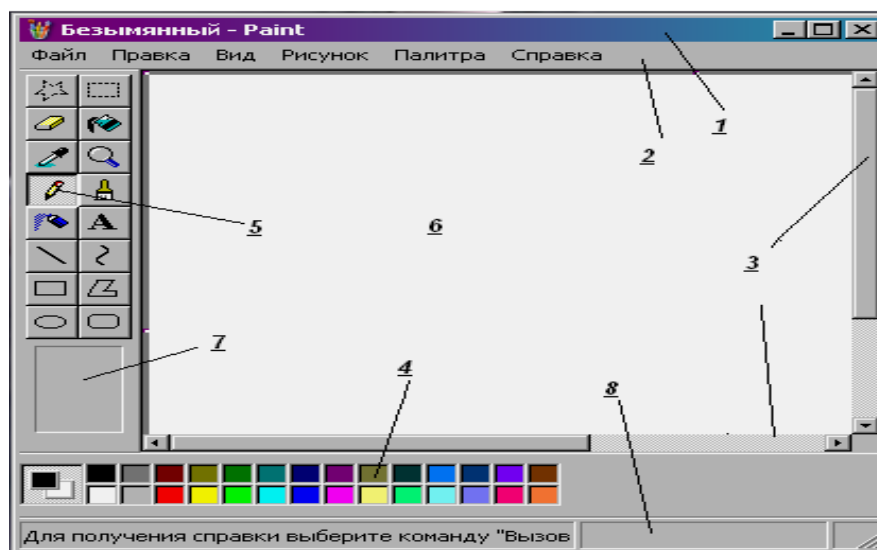 Безымянный - Paint
Файл Правка Вид Рисунок Палитра Справка
1
2
3
4
5
6
7
8
A
Для получения справки выберите команду "Вызов